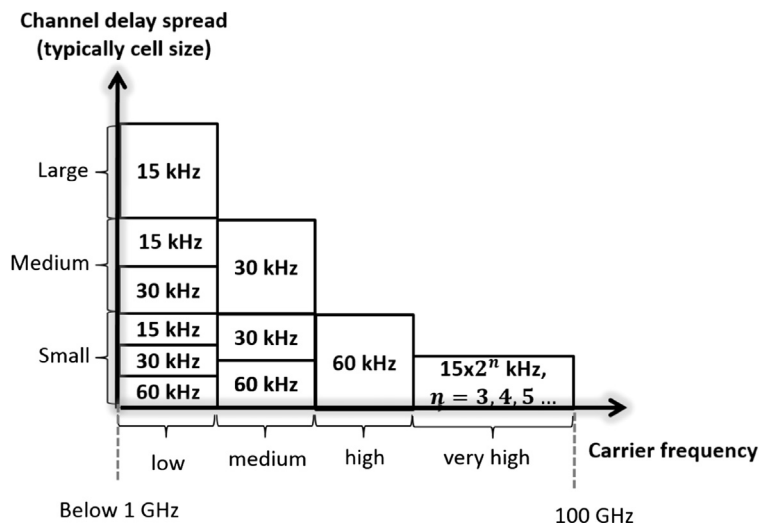 Channel delay spread
(typically cell size)
Large
15 kHz
Medium
15 kHz
30 kHz
30 kHz
Small
15 kHz
30 kHz
60 kHz
30 kHz
60 kHz
60 kHz
15x2ⁿ kHz,
n = 3, 4, 5 ...
low
medium
high
very high
Carrier frequency
Below 1 GHz
100 GHz